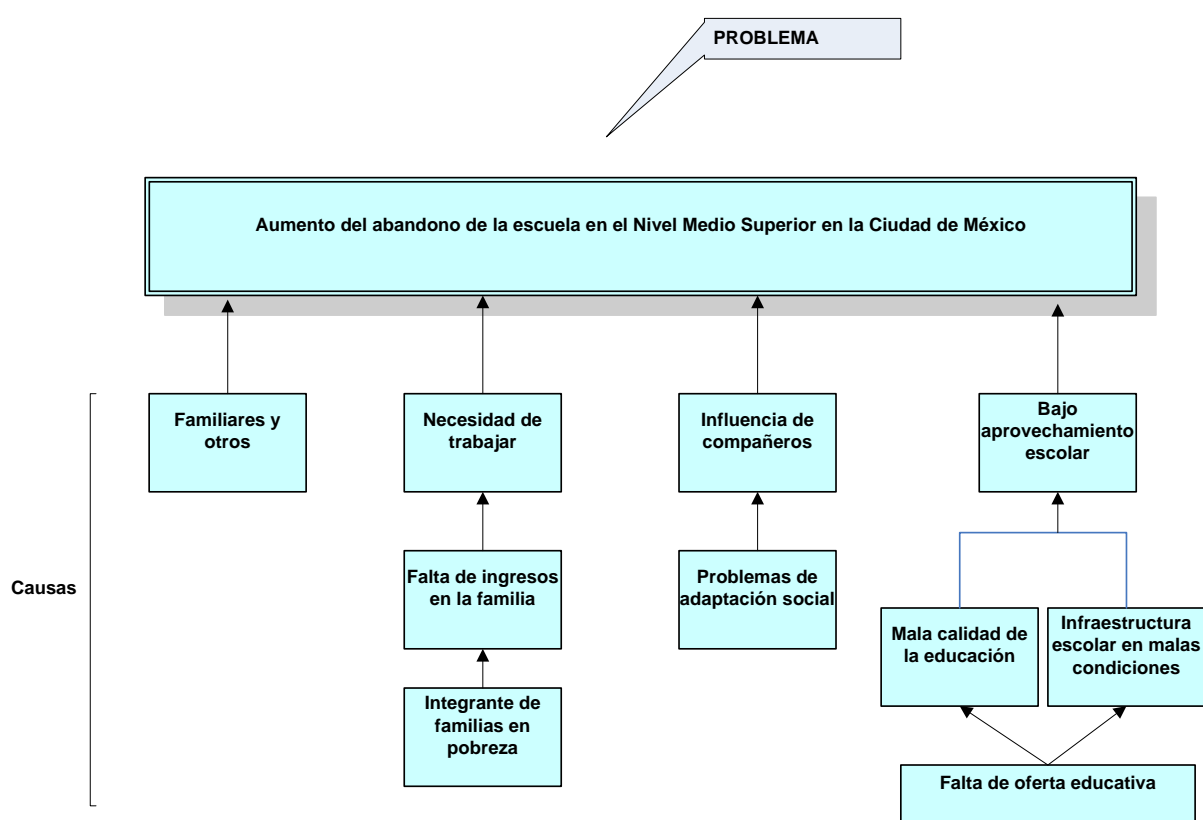 PROBLEMA
Aumento del abandono de la escuela en el Nivel Medio Superior en la Ciudad de México
Familiares y
otros
Necesidad de
trabajar
Influencia de
compañeros
Bajo
aprovechamiento
escolar
Causas
Falta de ingresos
en la familia
Problemas de
adaptación social
Mala calidad de
la educación
Infraestructura
escolar en malas
condiciones
Integrante de
familias en
pobreza
Falta de oferta educativa